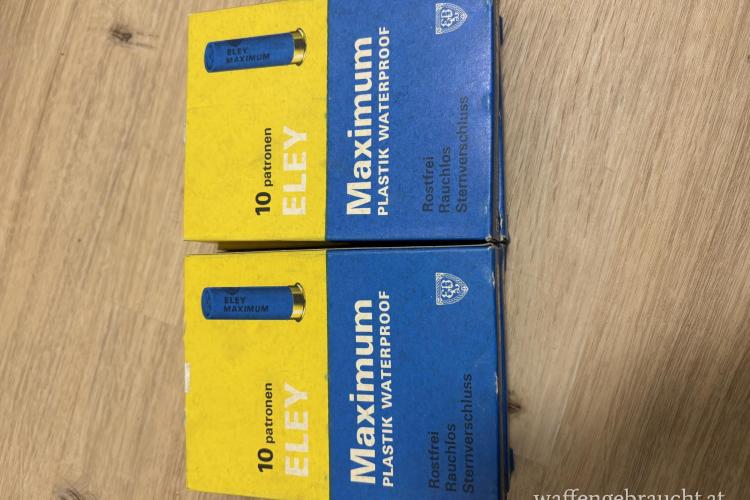 ELEY
MAXIMUM
10 patronen
ELEY
Maximum
PLASTIK WATERPROOF
Rostfrei
Rauchlos
Sternverschluss
ELEY
MAXIMUM
10 patronen
ELEY
Maximum
PLASTIK WATERPROOF
Rostfrei
Rauchlos
Sternverschluss
waffengebraucht.at